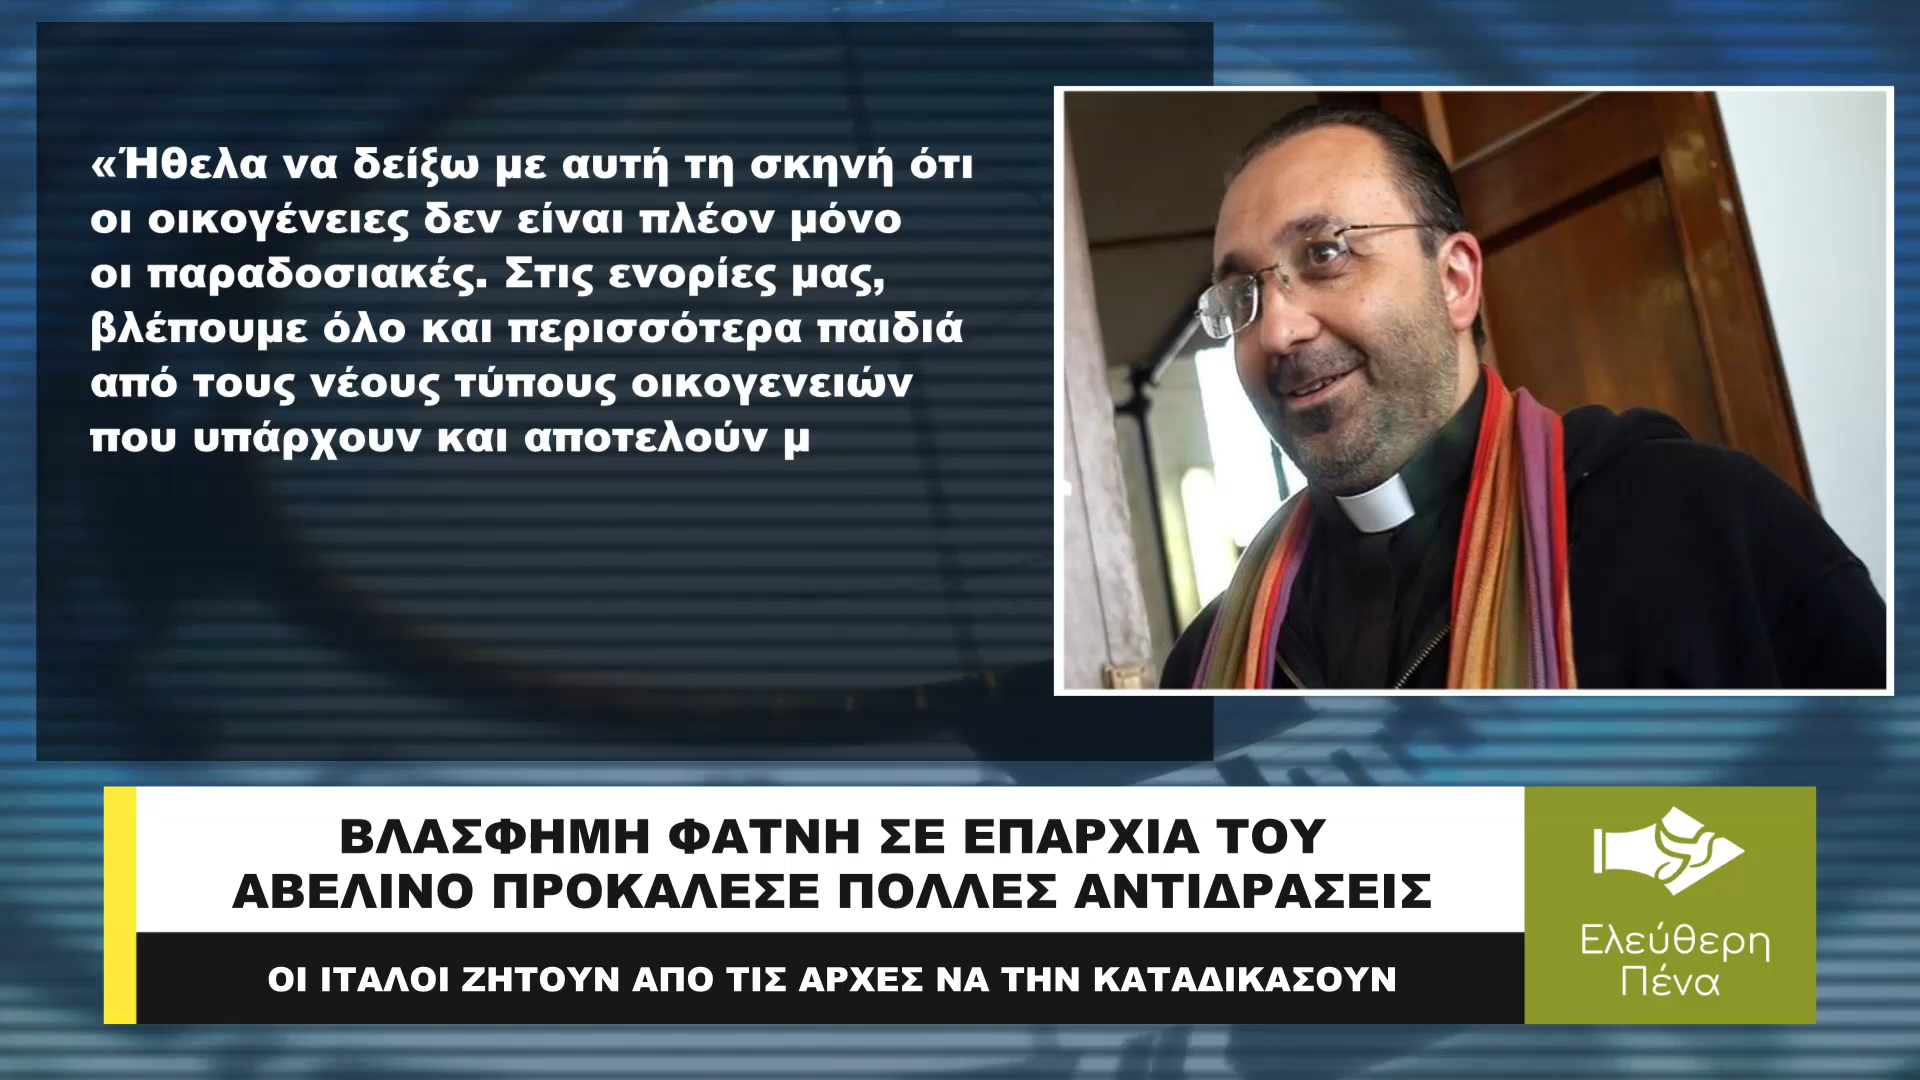 «Ήθελα να δείξω με αυτή τη σκηνή ότι
οι οικογένειες δεν είναι πλέον μόνο
οι παραδοσιακές. Στις ενορίες μας,
βλέπουμε όλο και περισσότερα παιδιά
από τους νέους τύπους οικογενειών
που υπάρχουν και αποτελούν μ
ΒΛΑΣΦΗΜΗ ΦΑΤΝΗ ΣΕ ΕΠΑΡΧΙΑ ΤΟΥ
ΑΒΕΛΙΝΟ ΠΡΟΚΑΛΕΣΕ ΠΟΛΛΕΣ ΑΝΤΙΔΡΑΣΕΙΣ
ΟΙ ΙΤΑΛΟΙ ΖΗΤΟΥΝ ΑΠΟ ΤΙΣ ΑΡΧΕΣ ΝΑ ΤΗΝ ΚΑΤΑΔΙΚΑΣΟΥΝ
Ελεύθερη
Πένα